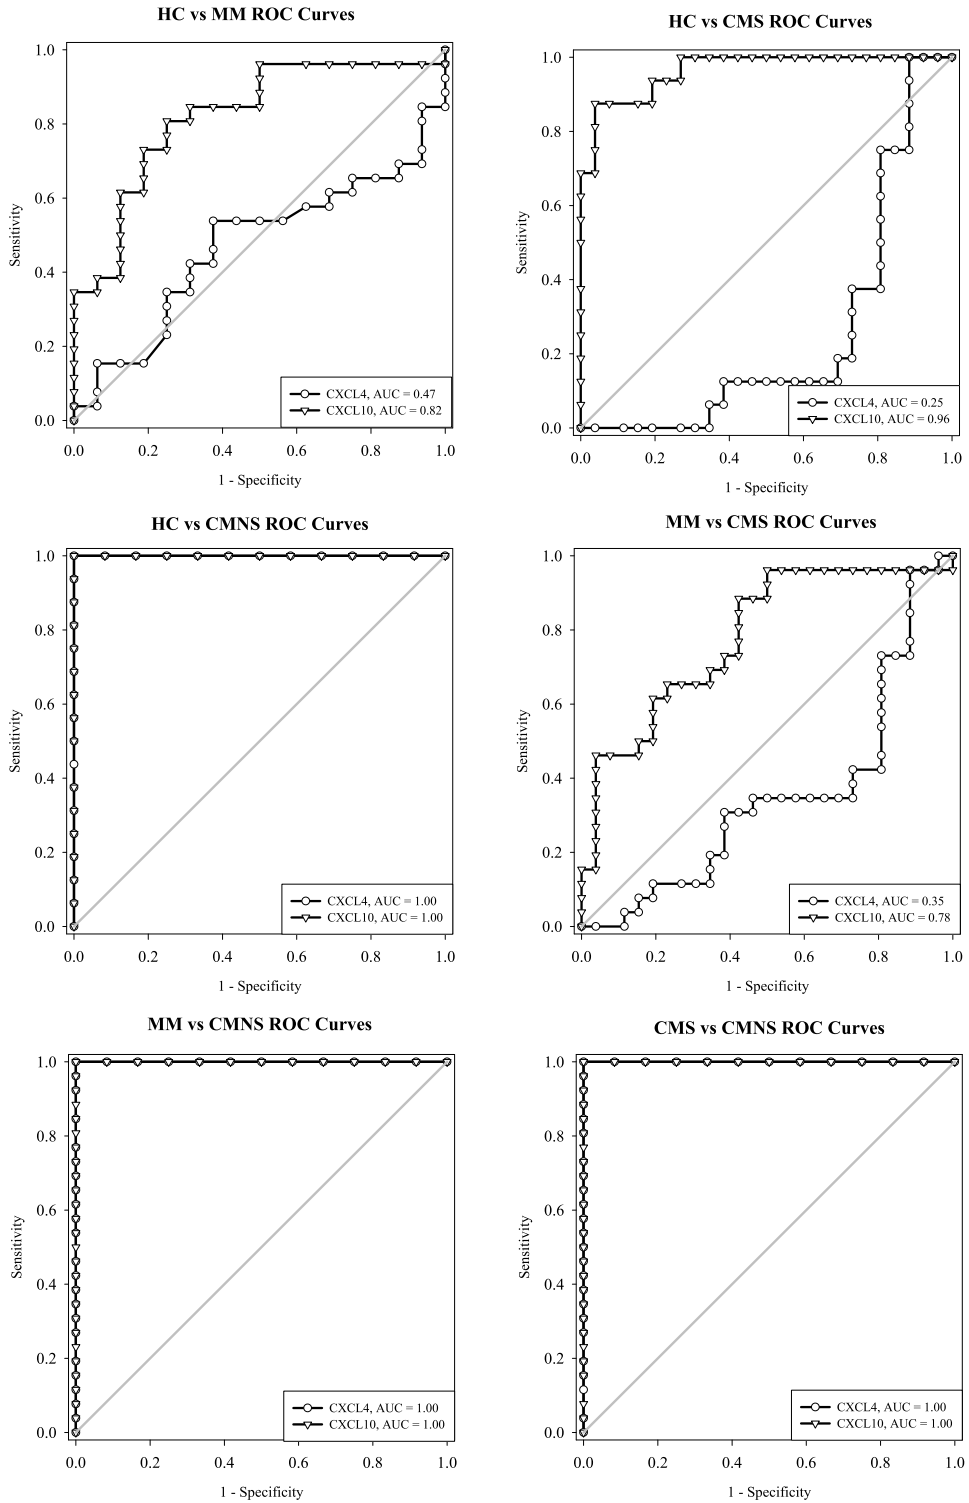 HC vs MM ROC Curves
1.0
0.8
0.6
0.4
0.2
0.0
Sensitivity
CXCL4, AUC = 0.47
CXCL10, AUC = 0.82
0.0 0.2 0.4 0.6 0.8 1.0
1 - Specificity
HC vs CMS ROC Curves
1.0
0.8
0.6
0.4
0.2
0.0
Sensitivity
CXCL4, AUC = 0.25
CXCL10, AUC = 0.96
0.0 0.2 0.4 0.6 0.8 1.0
1 - Specificity
HC vs CMNS ROC Curves
1.0
0.8
0.6
0.4
0.2
0.0
Sensitivity
CXCL4, AUC = 1.00
CXCL10, AUC = 1.00
0.0 0.2 0.4 0.6 0.8 1.0
1 - Specificity
MM vs CMS ROC Curves
1.0
0.8
0.6
0.4
0.2
0.0
Sensitivity
CXCL4, AUC = 0.35
CXCL10, AUC = 0.78
0.0 0.2 0.4 0.6 0.8 1.0
1 - Specificity
MM vs CMNS ROC Curves
1.0
0.8
0.6
0.4
0.2
0.0
Sensitivity
CXCL4, AUC = 1.00
CXCL10, AUC = 1.00
0.0 0.2 0.4 0.6 0.8 1.0
1 - Specificity
CMS vs CMNS ROC Curves
1.0
0.8
0.6
0.4
0.2
0.0
Sensitivity
CXCL4, AUC = 1.00
CXCL10, AUC = 1.00
0.0 0.2 0.4 0.6 0.8 1.0
1 - Specificity